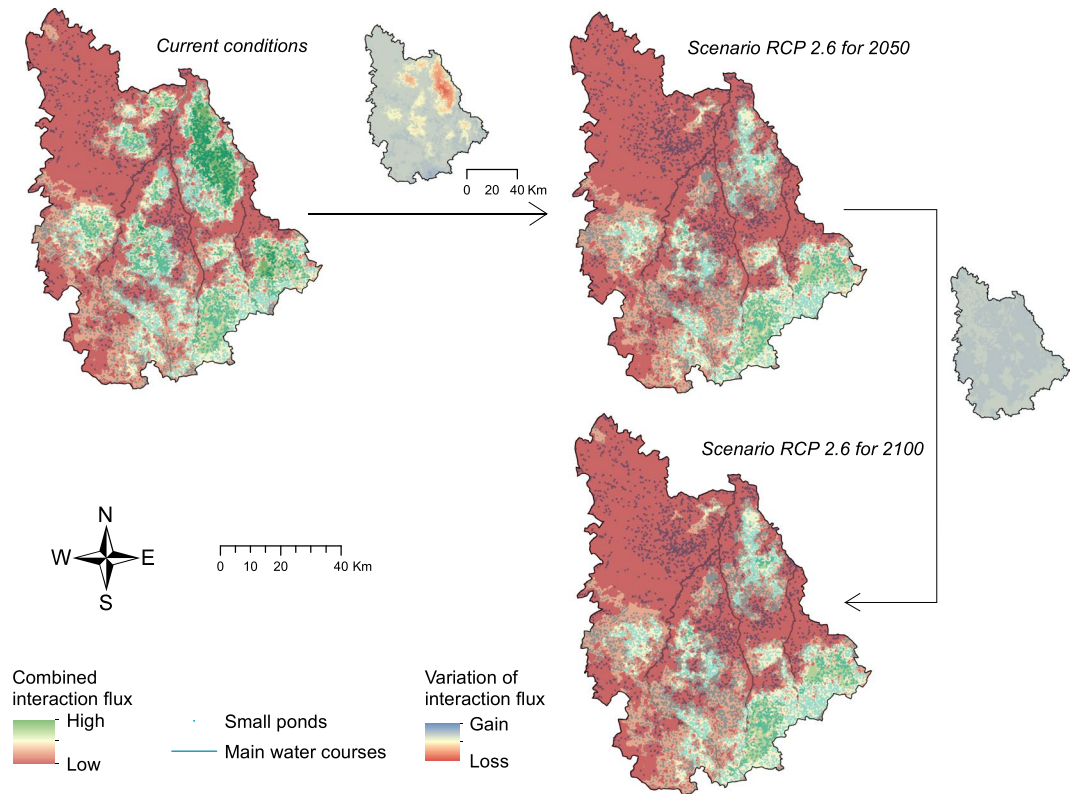 Current conditions
Scenario RCP 2.6 for 2050
0 20 40 Km
Scenario RCP 2.6 for 2100
N
W E
S
0 10 20 40 Km
Combined
interaction flux
High
Low
Small ponds
Main water courses
Variation of
interaction flux
Gain
Loss